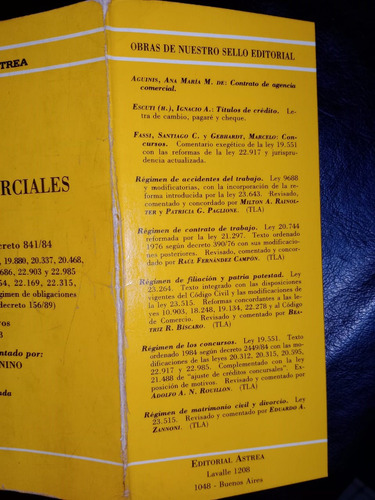 TREA
RCIALES
creto 841/84
, 19.880, 20.337, 20.468,
686, 22.903 y 22.985
54, 22.169, 22.315,
gimen de obligaciones
decreto 156/89)
ros
3
ntado por:
NINO
da
OBRAS DE NUESTRO SELLO EDITORIAL
AGUINIS, ANA MARÍA M. DE: Contrato de agencia
comercial.
ESCUTI (H.), IGNACIO A.: Títulos de crédito. Le-
tra de cambio, pagaré y cheque.
FASSI, SANTIAGO C. y GEBHARDT, MARCELO: Con-
cursos. Comentario exegético de la ley 19.551
con las reformas de la ley 22.917 y jurispru-
dencia actualizada.
Régimen de accidentes del trabajo. Ley 9688
y modificatorias, con la incorporación de la re-
forma introducida por la ley 23.643. Revisado,
comentado y concordado por MILTON A. RAINOL-
TER y PATRICIA G. PAGLIONE. (TLA)
Régimen de contrato de trabajo. Ley 20.744
reformada por la ley 21.297. Texto ordenado
1976 según decreto 390/76 con sus modificacio-
nes posteriores. Revisado, comentado y concor-
dado por RAÚL FERNÁNDEZ CAMPÓN. (TLA)
Régimen de filiación y patria potestad. Ley
23.264. Texto integrado con las disposiciones
vigentes del Código Civil y las modificaciones de
la ley 23.515. Reformas concordantes a las le-
yes 10.903, 18.248, 19.134, 22.278 y al Código
de Comercio. Revisado y comentado por BEA-
TRIZ R. BISCARO. (TLA)
Régimen de los concursos. Ley 19.551. Texto
ordenado 1984 según decreto 2449/84 con las mo-
dificaciones de las leyes 20.312, 20.315, 20.595,
22.917 y 22.985. Complementado con la ley
21.488 de "ajuste de créditos concursales". Ex-
posición de motivos. Revisado y comentado por
ADOLFO A. N. ROUILLON. (TLA)
Régimen de matrimonio civil y divorcio. Ley
23.515. Revisado y comentado por EDUARDO A.
ZANNONI. (TLA)
EDITORIAL ASTREA
Lavalle 1208
1048 - Buenos Aires